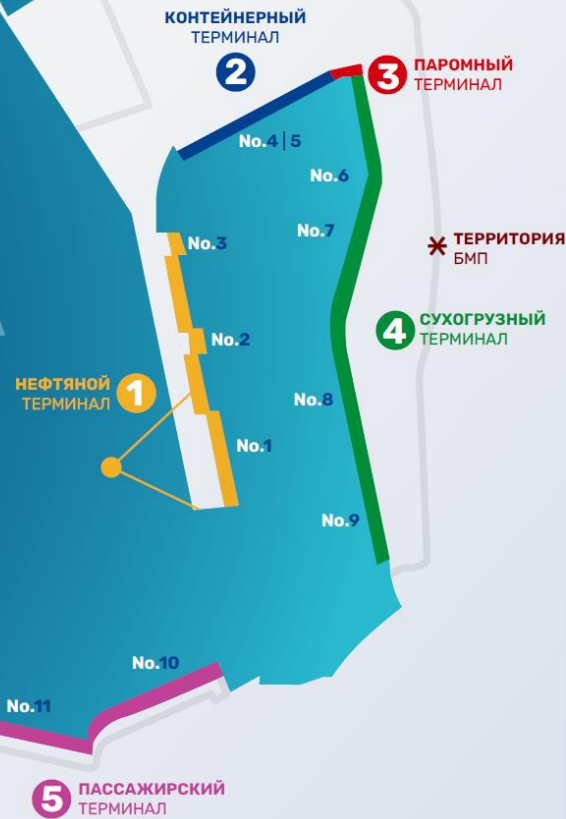 КОНТЕЙНЕРНЫЙ
ТЕРМИНАЛ
2
3 ПАРОМНЫЙ
ТЕРМИНАЛ
No.4|5
No.6
No.7
No.3
ТЕРРИТОРИЯ
БМП
No.2
4 СУХОГРУЗНЫЙ
ТЕРМИНАЛ
НЕФТЯНОЙ 1
ТЕРМИНАЛ
No.8
No.1
No.9
No.10
No.11
5 ПАССАЖИРСКИЙ
ТЕРМИНАЛ